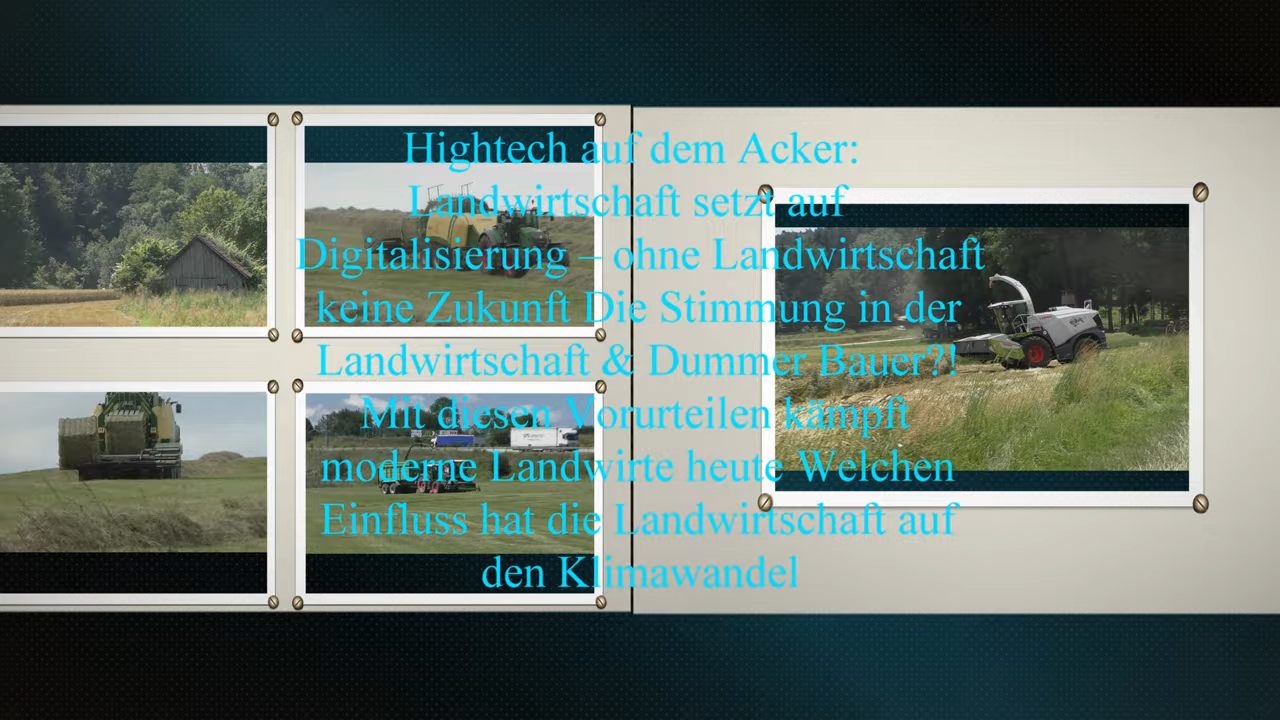 Hightech auf dem Acker:
Landwirtschaft setzt auf
Digitalisierung – ohne Landwirtschaft
keine Zukunft Die Stimmung in der
Landwirtschaft & Dummer Bauer?!
Mit diesen Vorurteilen kämpft
moderne Landwirte heute Welchen
Einfluss hat die Landwirtschaft auf
den Klimawandel